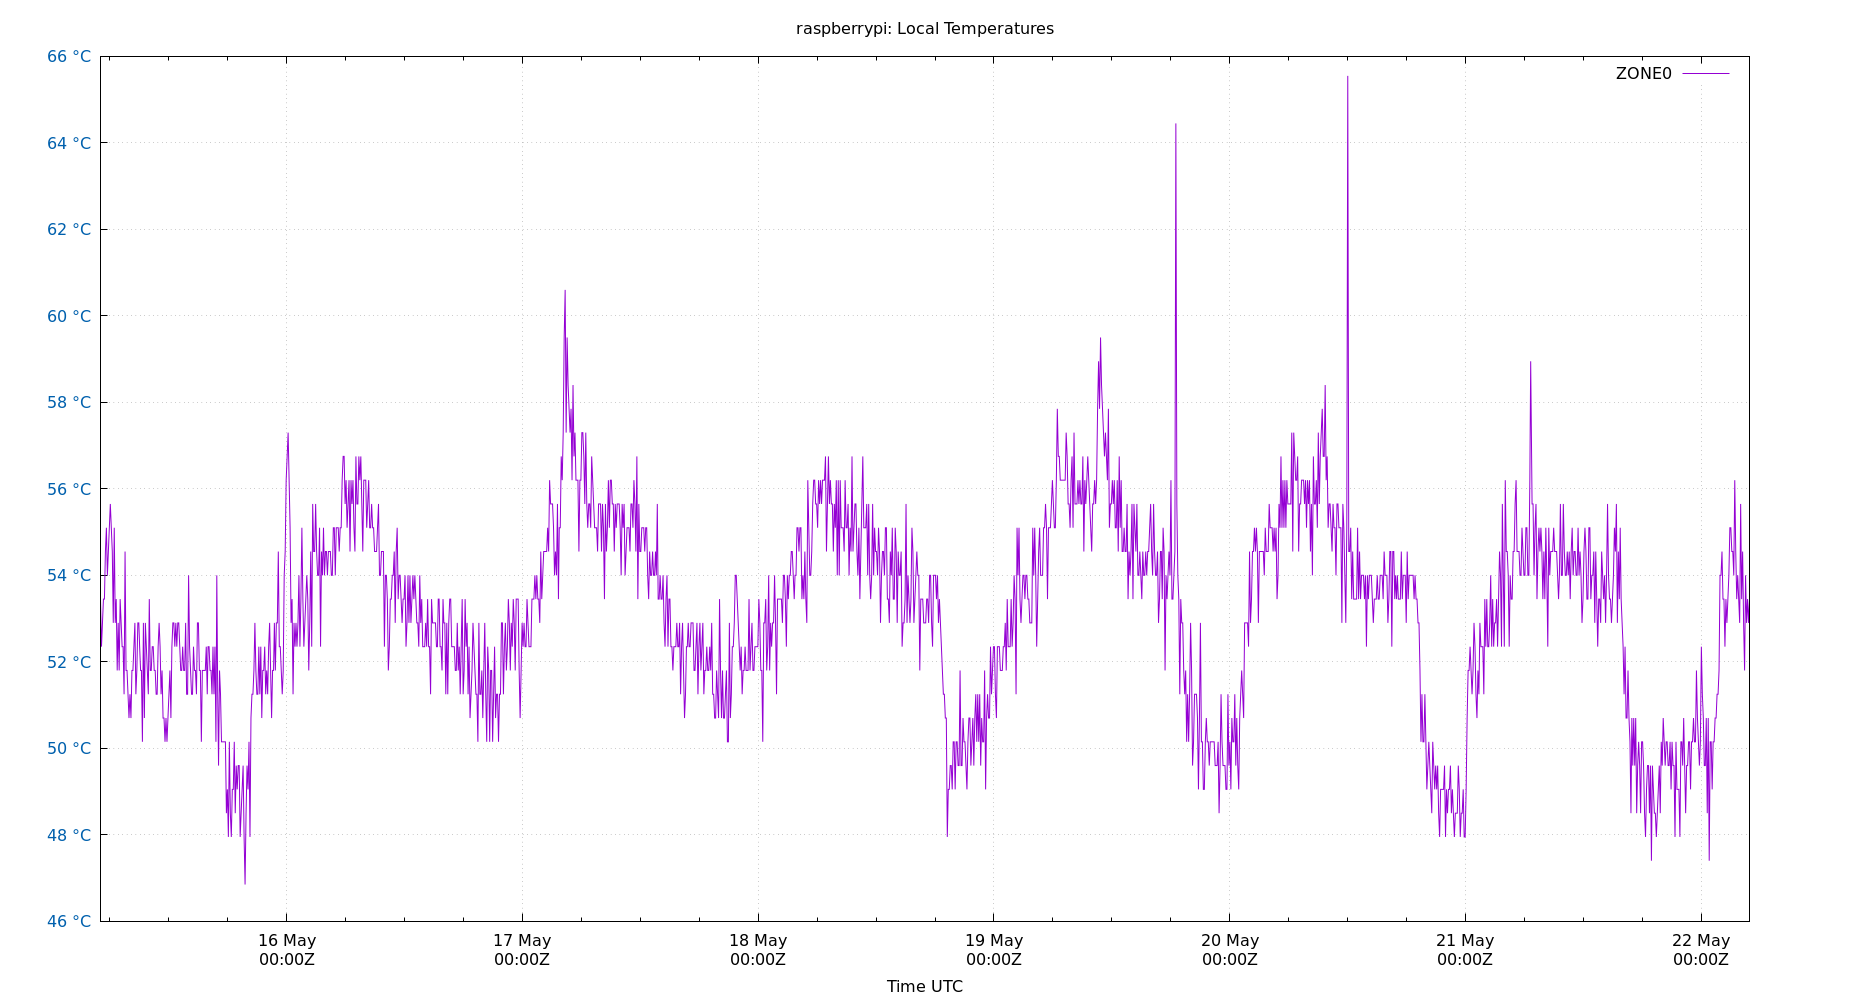 raspberrypi: Local Temperatures
66 °C
ZONE0
64 °C
62 °C
60 °C
58 °C
56 °C
54 °C
52 °C
50 °C
48 °C
46 °C
16 May 17 May 18 May 19 May 20 May 21 May 22 May
00:00Z 00:00Z 00:00Z 00:00Z 00:00Z 00:00Z 00:00Z
Time UTC